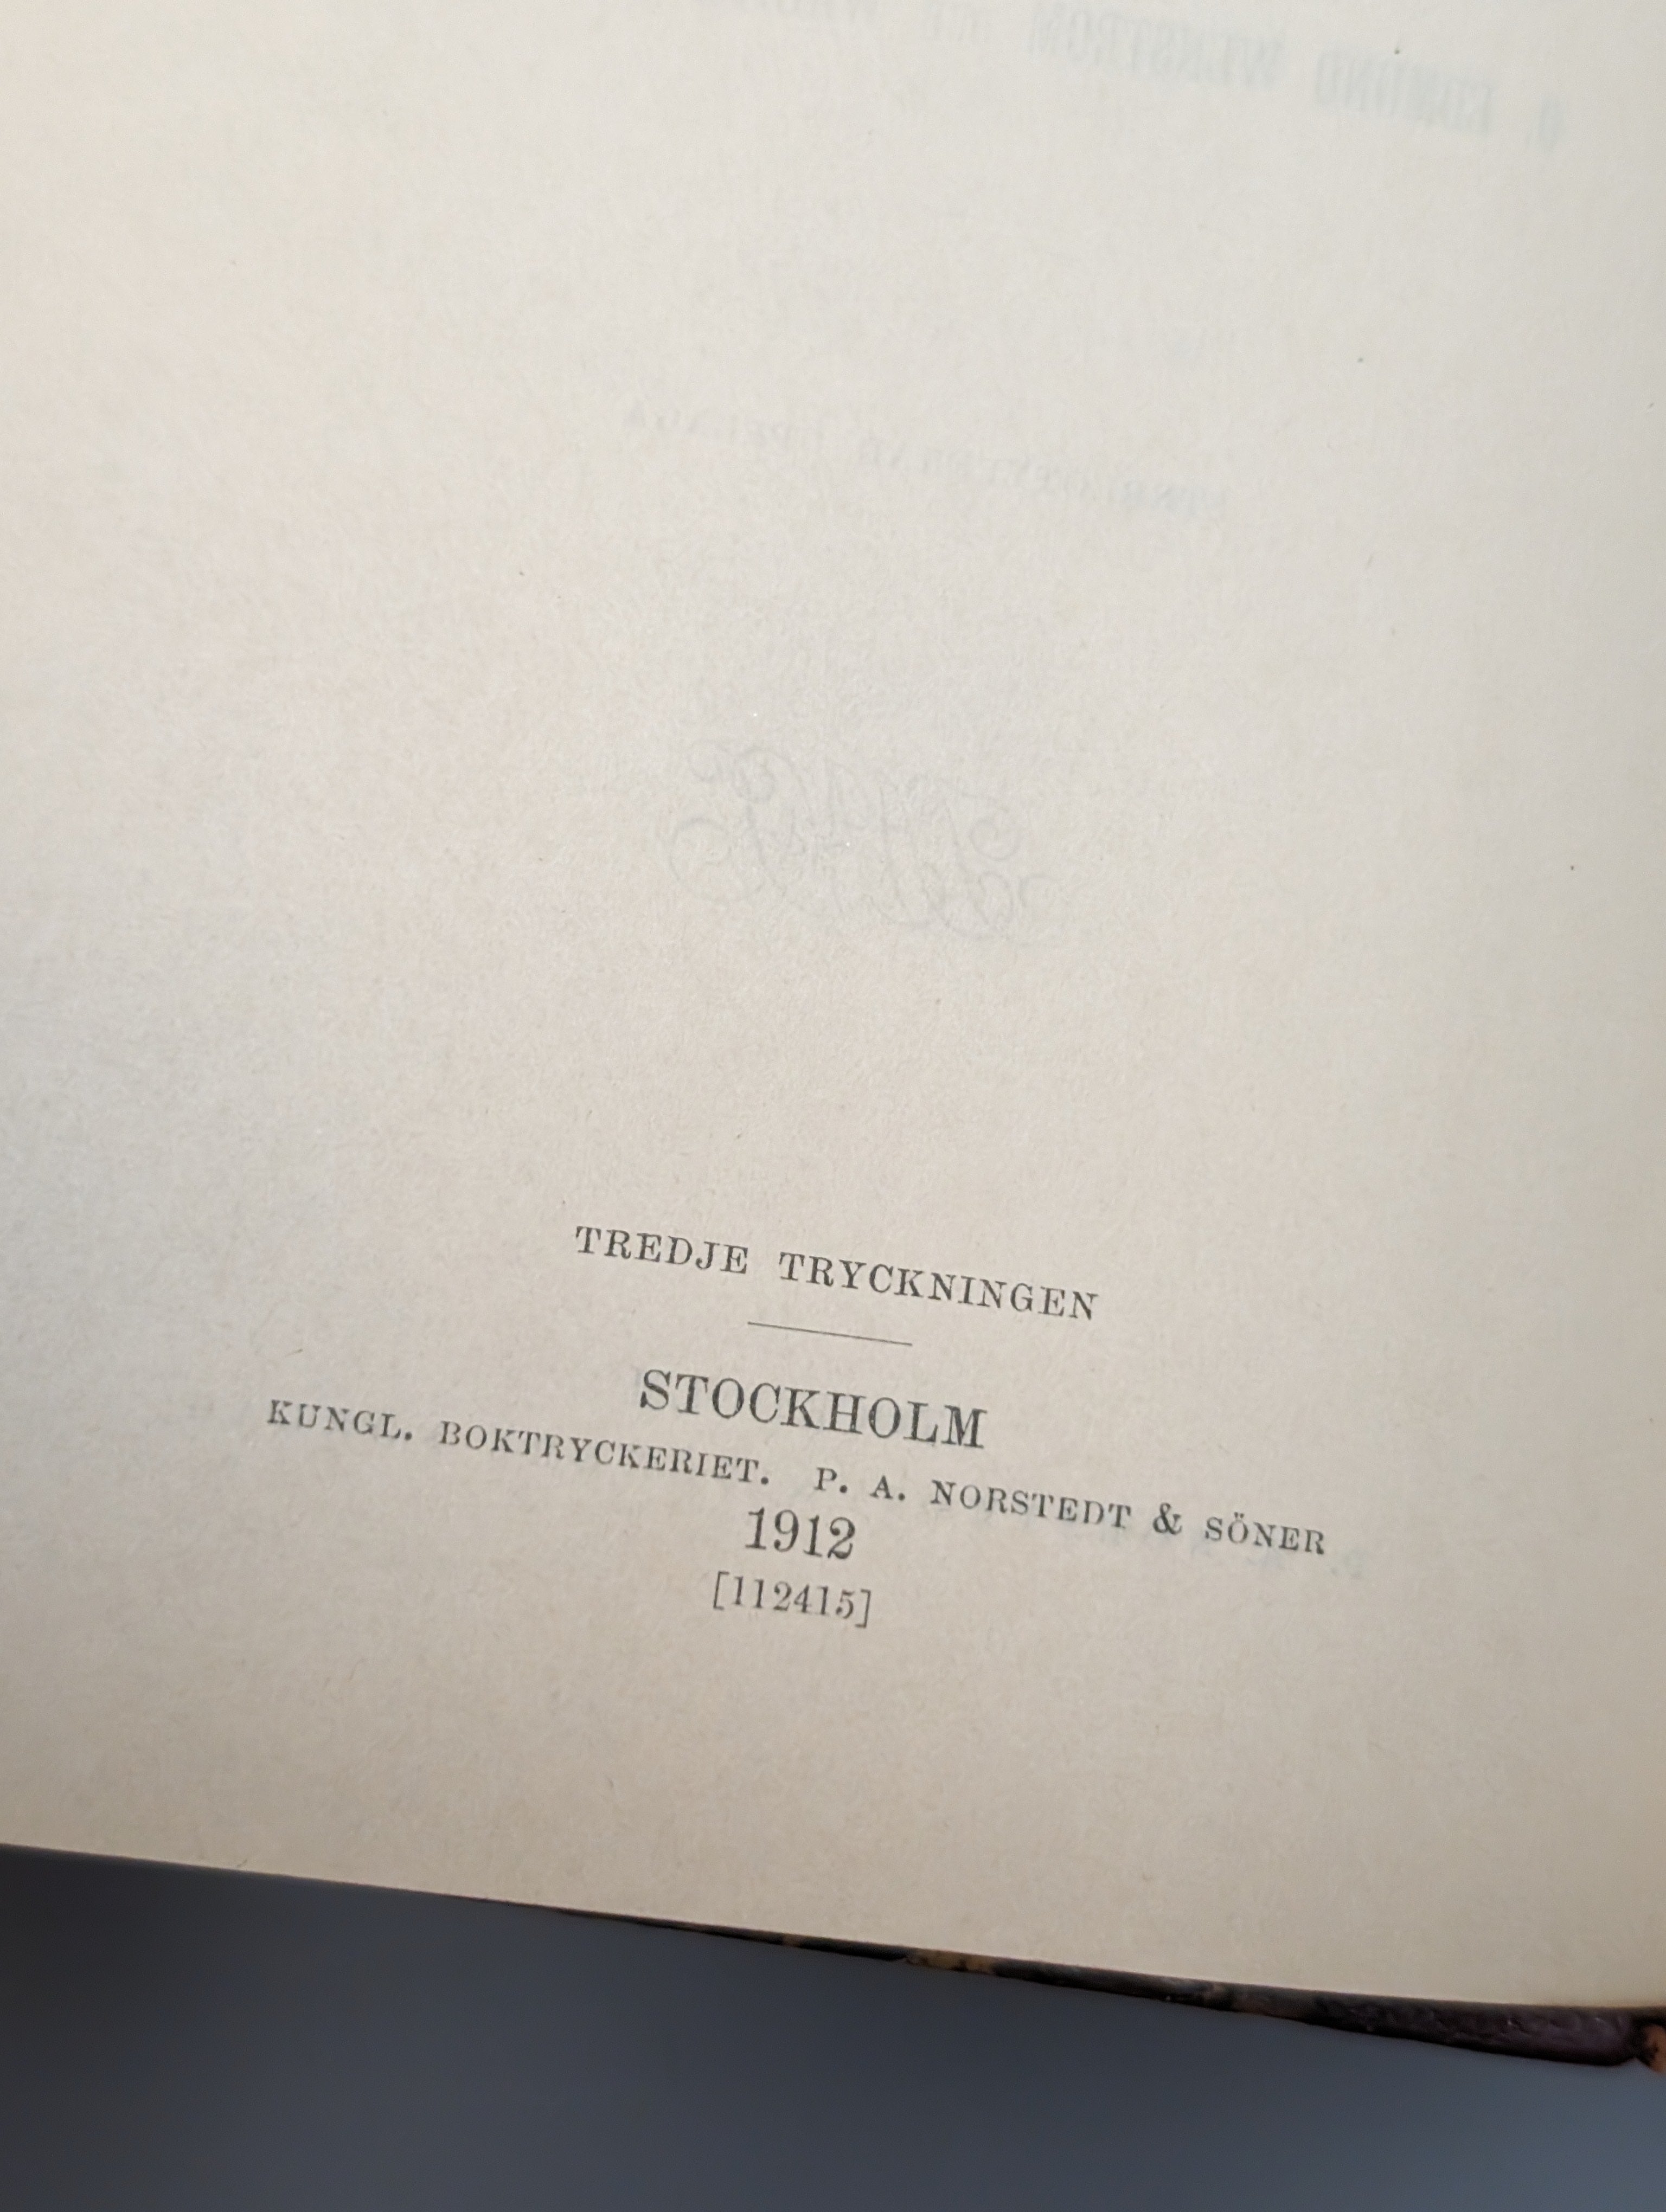 TREDJE TRYCKNINGEN
STOCKHOLM
KUNGL. BOKTRYCKERIET. P. A. NORSTEDT & SÖNER
1912
[112415]